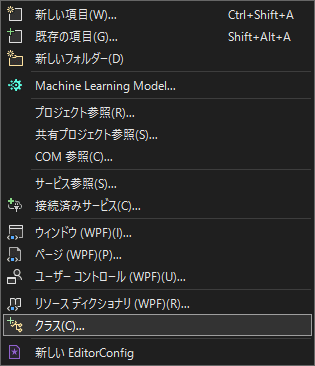 新しい項目(W)... Ctrl+Shift+A
既存の項目(G)... Shift+Alt+A
新しいフォルダー(D)
Machine Learning Model...
プロジェクト参照(R)...
共有プロジェクト参照(S)...
COM 参照(C)...
サービス参照(S)...
接続済みサービス(C)...
ウィンドウ (WPF)(I)...
ページ (WPF)(P)...
ユーザー コントロール (WPF)(U)...
リソース ディクショナリ (WPF)(R)...
クラス(C)...
新しい EditorConfig